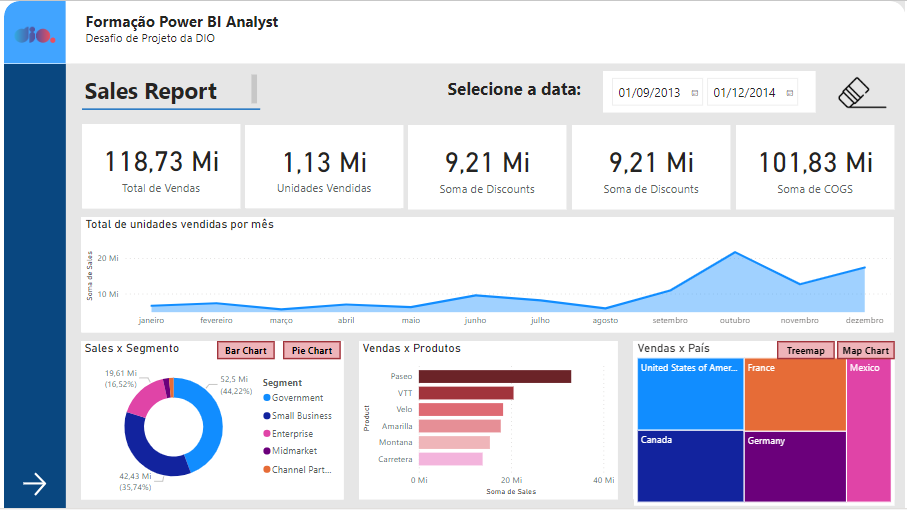 Formação Power BI Analyst
dio.
Desafio de Projeto da DIO
Sales Report
Selecione a data:
01/09/2013
01/12/2014
118,73 Mi
Total de Vendas
1,13 Mi
Unidades Vendidas
9,21 Mi
Soma de Discounts
9,21 Mi
Soma de Discounts
101,83 Mi
Soma de COGS
Total de unidades vendidas por mês
Soma de Sales
20 Mi
10 Mi
janeiro
fevereiro
março
abril
maio
junho
julho
agosto
setembro
outubro
novembro
dezembro
Sales x Segmento
Bar Chart
Pie Chart
19,61 Mi
(16,52%)
52,5 Mi
(44,22%)
42,43 Mi
(35,74%)
Segment
Government
Small Business
Enterprise
Midmarket
Channel Part...
Vendas x Produtos
Product
Paseo
VTT
Velo
Amarilla
Montana
Carretera
0 Mi
20 Mi
40 Mi
Soma de Sales
Vendas x País
Treemap
Map Chart
United States of Amer...
France
Mexico
Canada
Germany